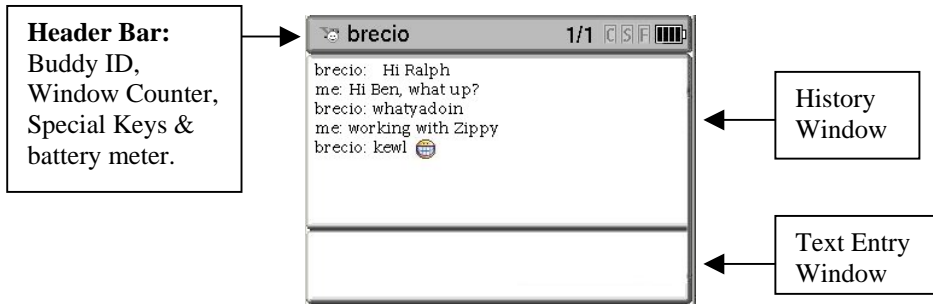 Header Bar:
Buddy ID,
Window Counter,
Special Keys &
battery meter.
brecio 1/1 C S F
brecio: Hi Ralph
me: Hi Ben, what up?
brecio: whatyadoin
me: working with Zippy
brecio: kewl
History
Window
Text Entry
Window